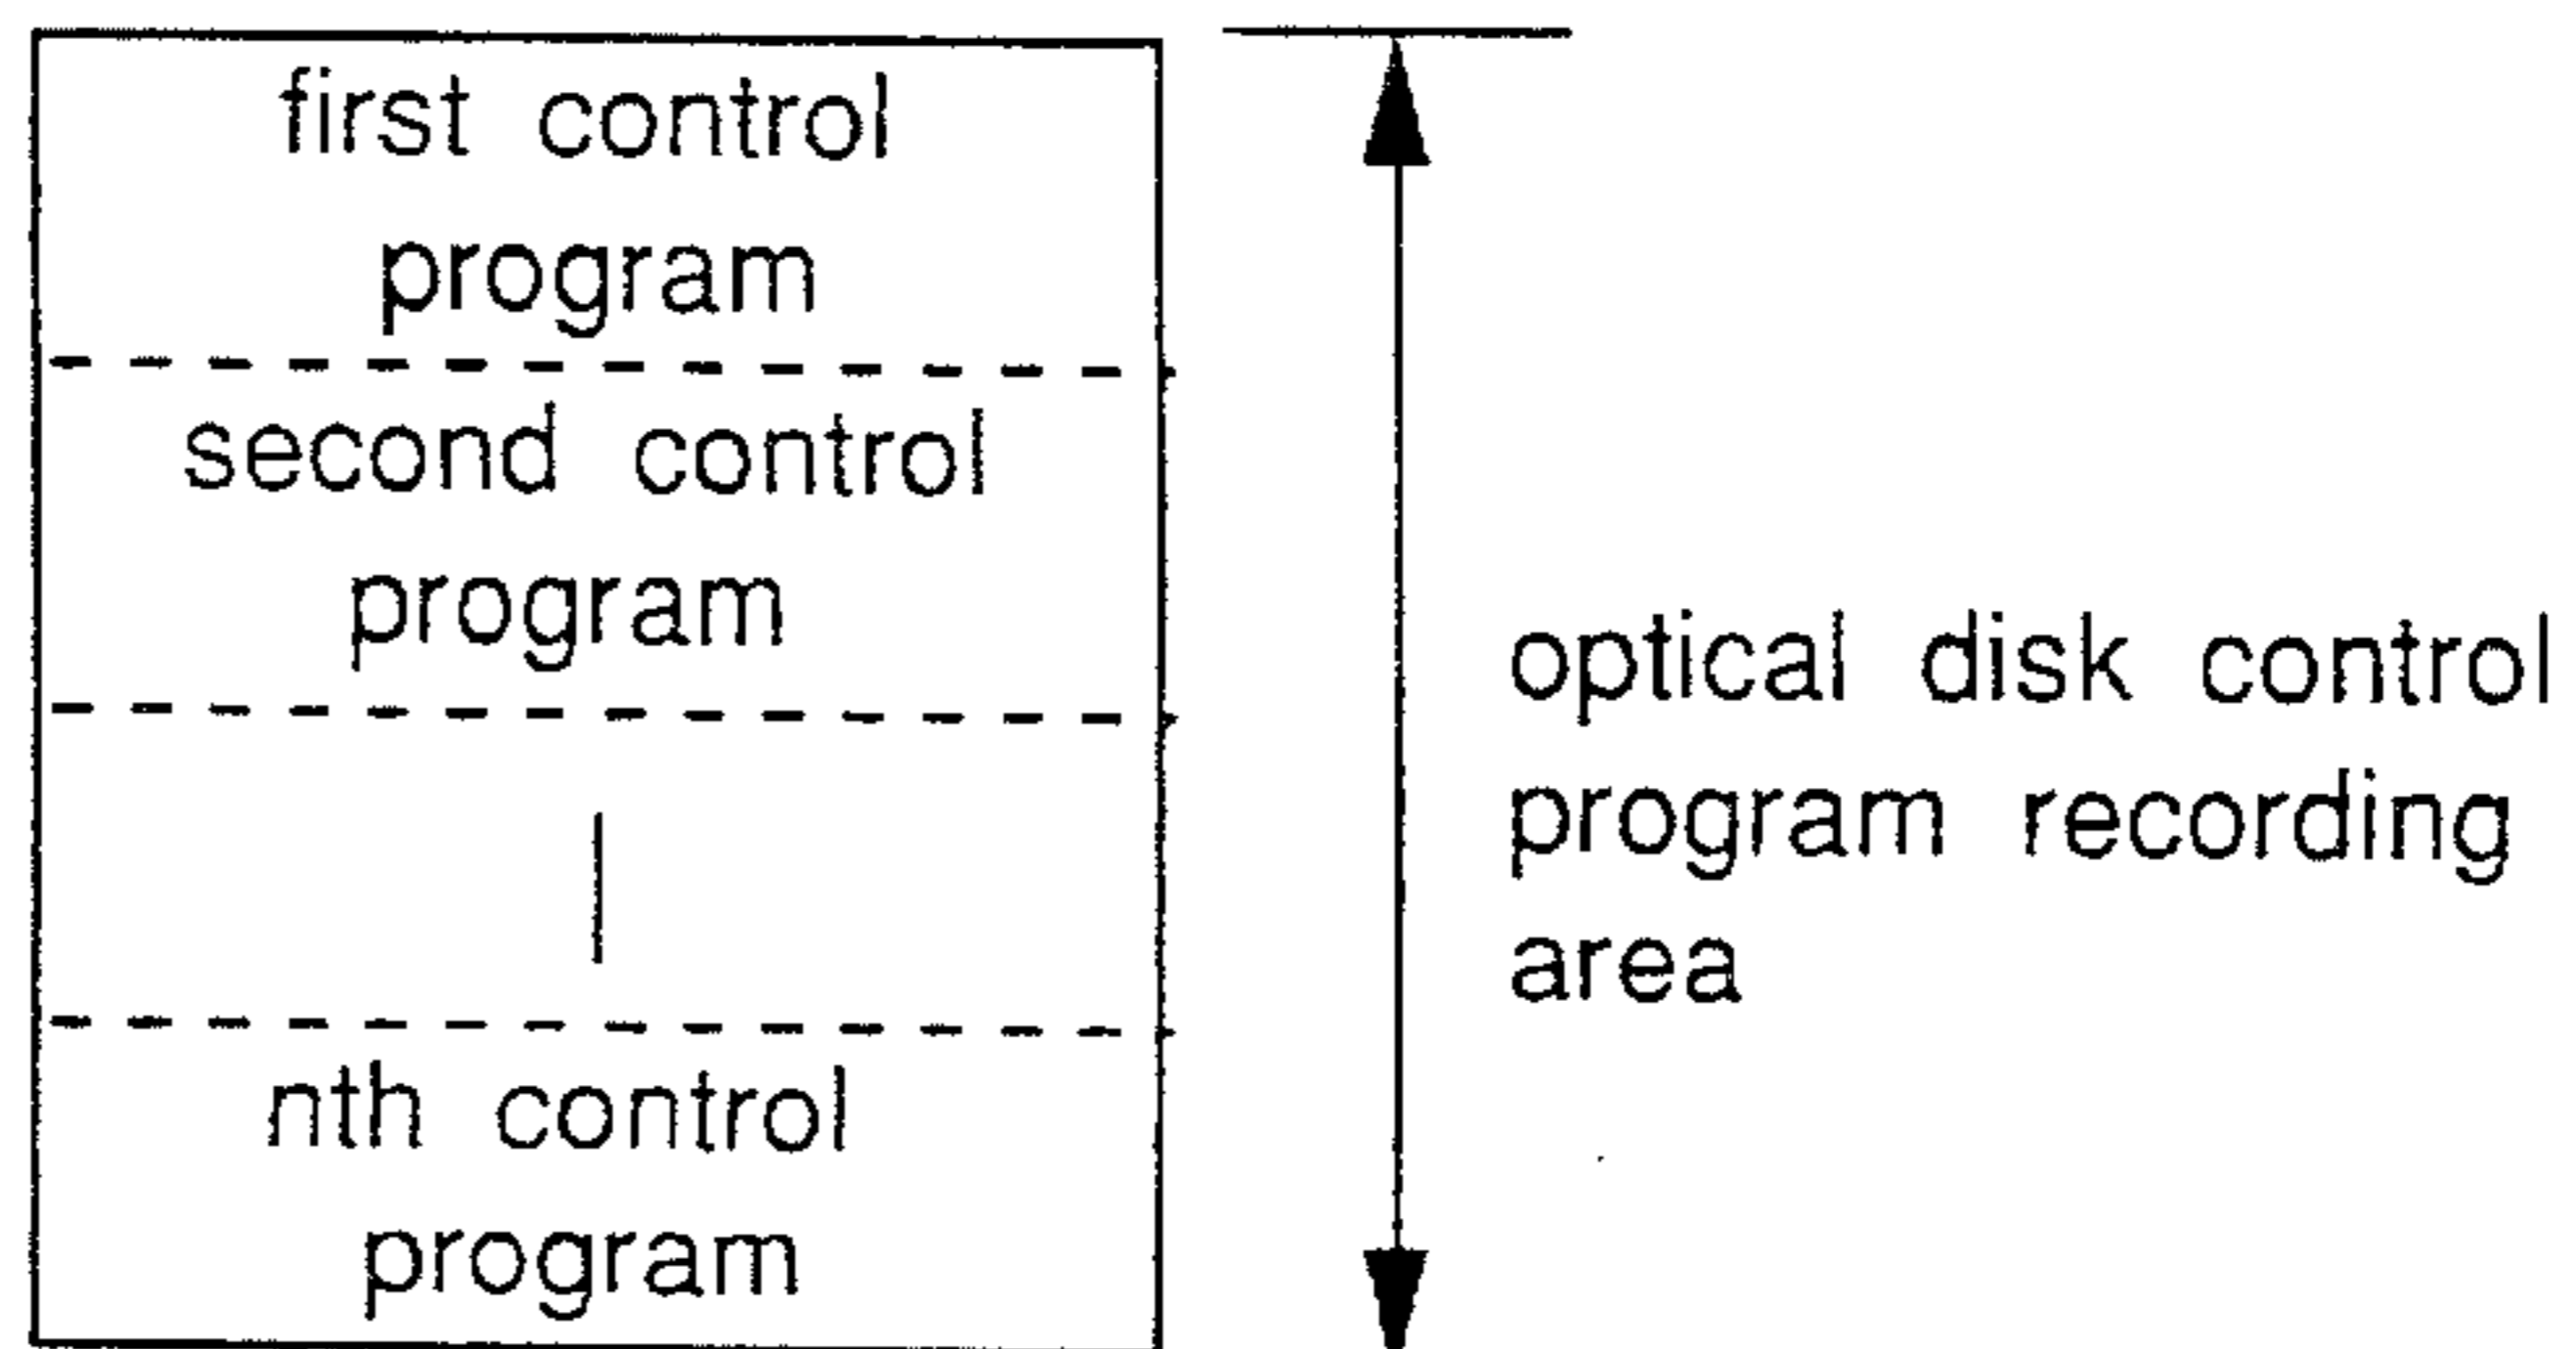 first control
program
second control
program
nth control
program
optical disk control
program recording
area